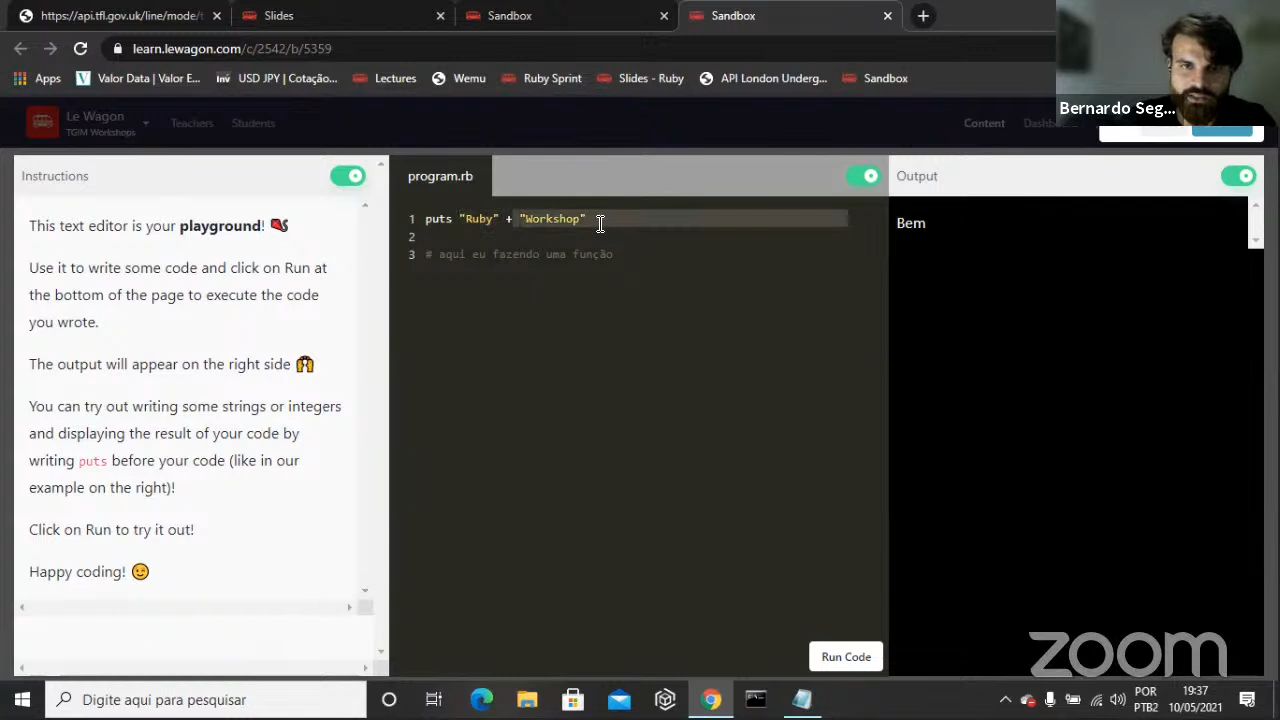 https://api.tfl.gov.uk/line/mode/t
Slides
Sandbox
Sandbox
learn.lewagon.com/c/2542/b/5359
Apps
Valor Data | Valor E...
USD JPY | Cotação...
Lectures
Wemu
Ruby Sprint
Slides - Ruby
API London Underg...
Sandbox
Bernardo Seg...
Le Wagon
TGIM Workshops
Teachers
Students
Content
Instructions
program.rb
Output
This text editor is your playground!
Use it to write some code and click on Run at
the bottom of the page to execute the code
you wrote.
The output will appear on the right side
You can try out writing some strings or integers
and displaying the result of your code by
writing puts before your code (like in our
example on the right)!
Click on Run to try it out!
Happy coding!
1 puts "Ruby" + "Workshop"
2
3 # aqui eu fazendo uma função
Bem
Run Code
zoom
Digite aqui para pesquisar
POR
PTB2
19:37
10/05/2021